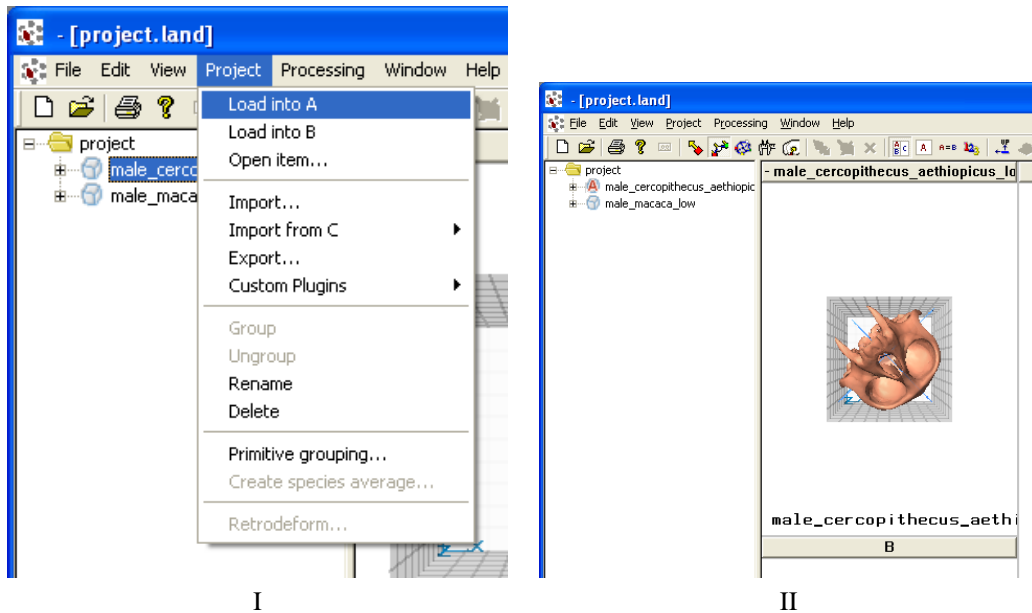 - [project.land]
File Edit View Project Processing Window Help
project
male_cerco
male_maca
Load into A
Load into B
Open item...
Import...
Import from C
Export...
Custom Plugins
Group
Ungroup
Rename
Delete
Primitive grouping...
Create species average...
Retrodeform...
Z X
I
- [project.land]
File Edit View Project Processing Window Help
project
male_cercopithecus_aethiopic
male_macaca_low
- male_cercopithecus_aethiopicus_lo
male_cercopithecus_aethi
B
II